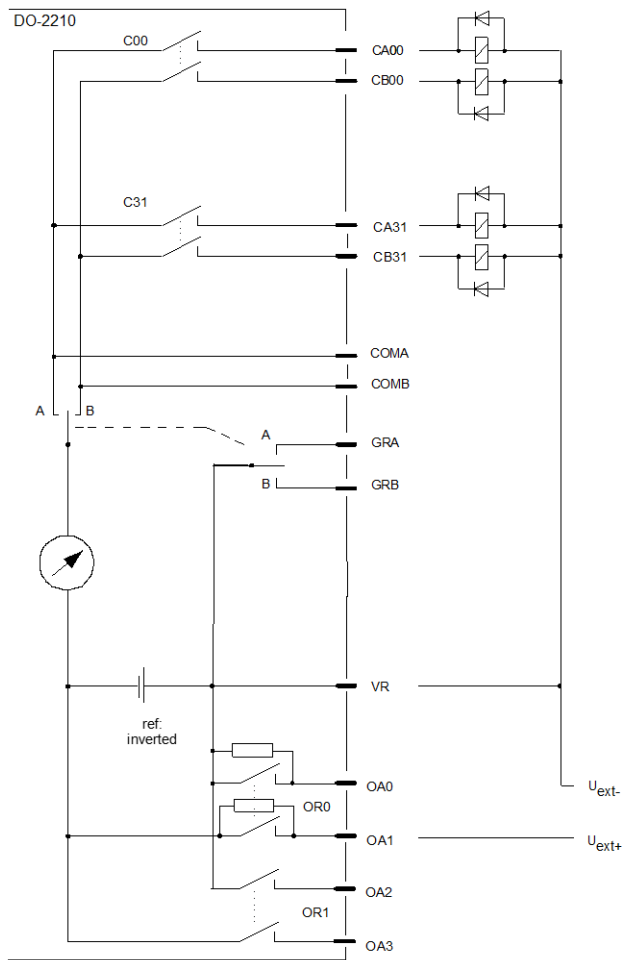 DO-2210
C00
CA00
CB00
C31
CA31
CB31
COMA
COMB
A B
A
GRA
B
GRB
VR
ref:
inverted
OA0
Uext-
OR0
OA1
Uext+
OA2
OR1
OA3